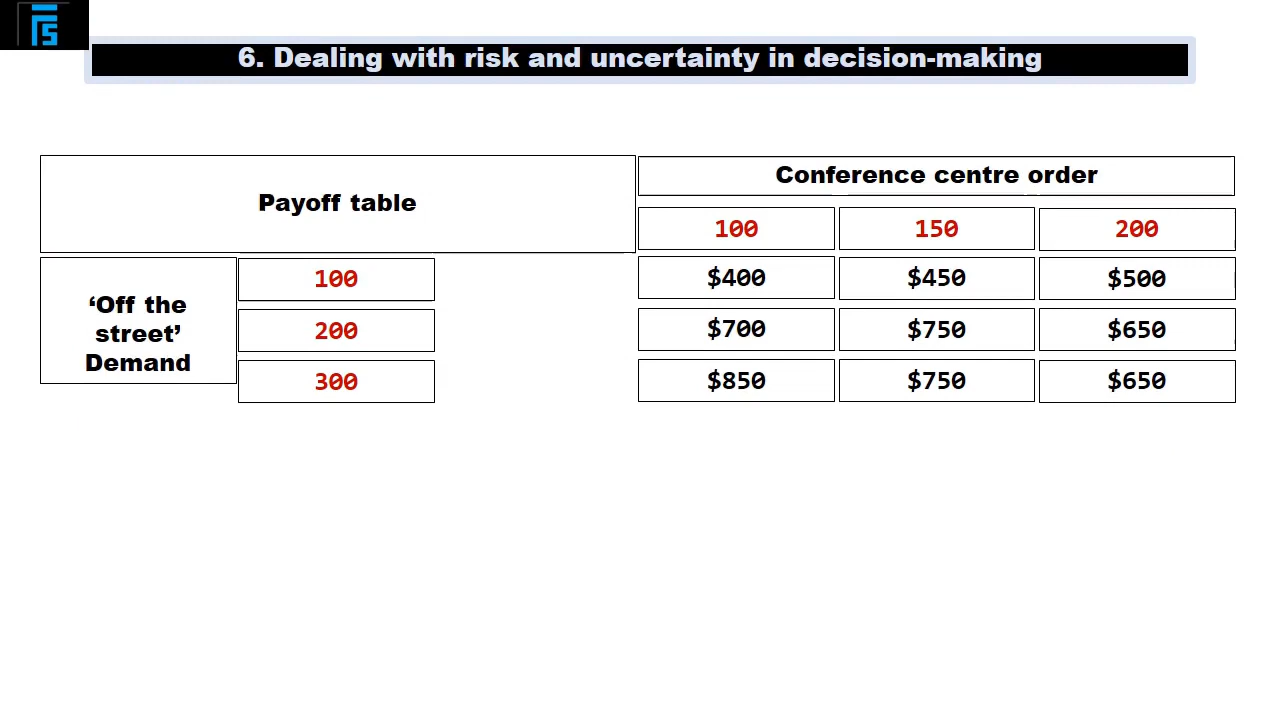 6. Dealing with risk and uncertainty in decision-making
Payoff table
Conference centre order
100 150 200
‘Off the
street’
Demand
100 $400 $450 $500
200 $700 $750 $650
300 $850 $750 $650